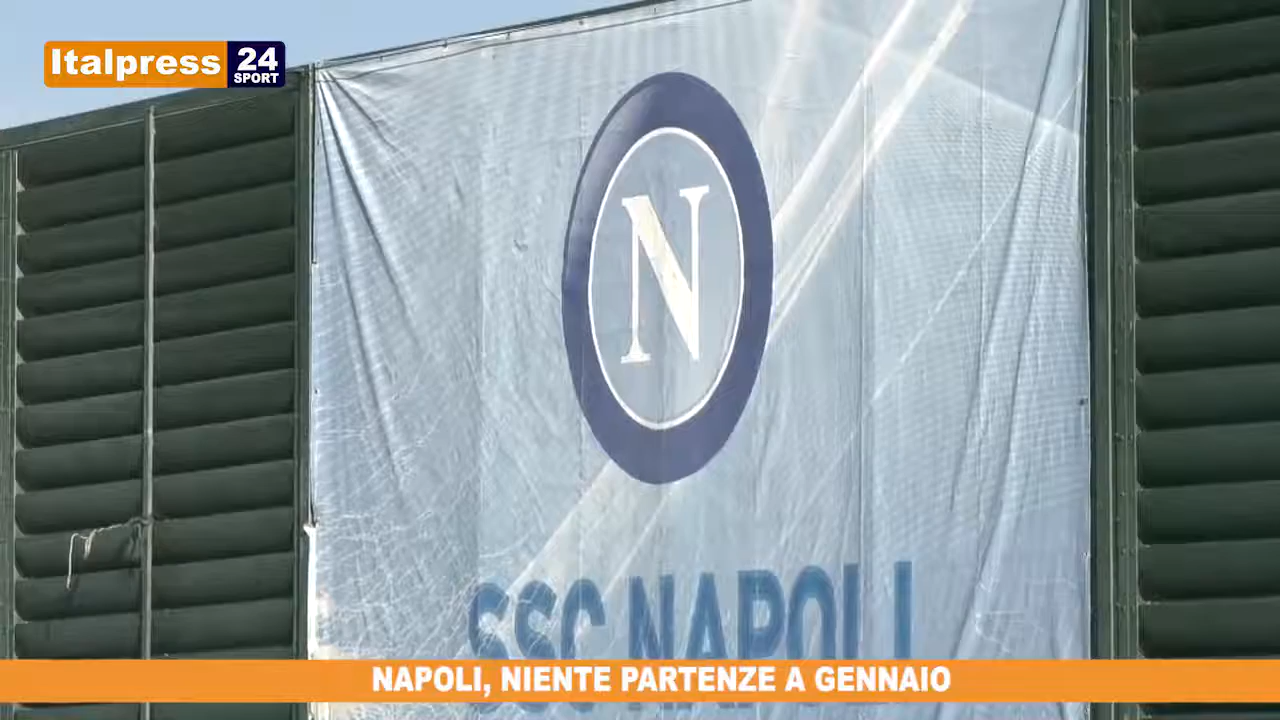 Italpress 24
SPORT
N
SSC NAPOLI
NAPOLI, NIENTE PARTENZE A GENNAIO